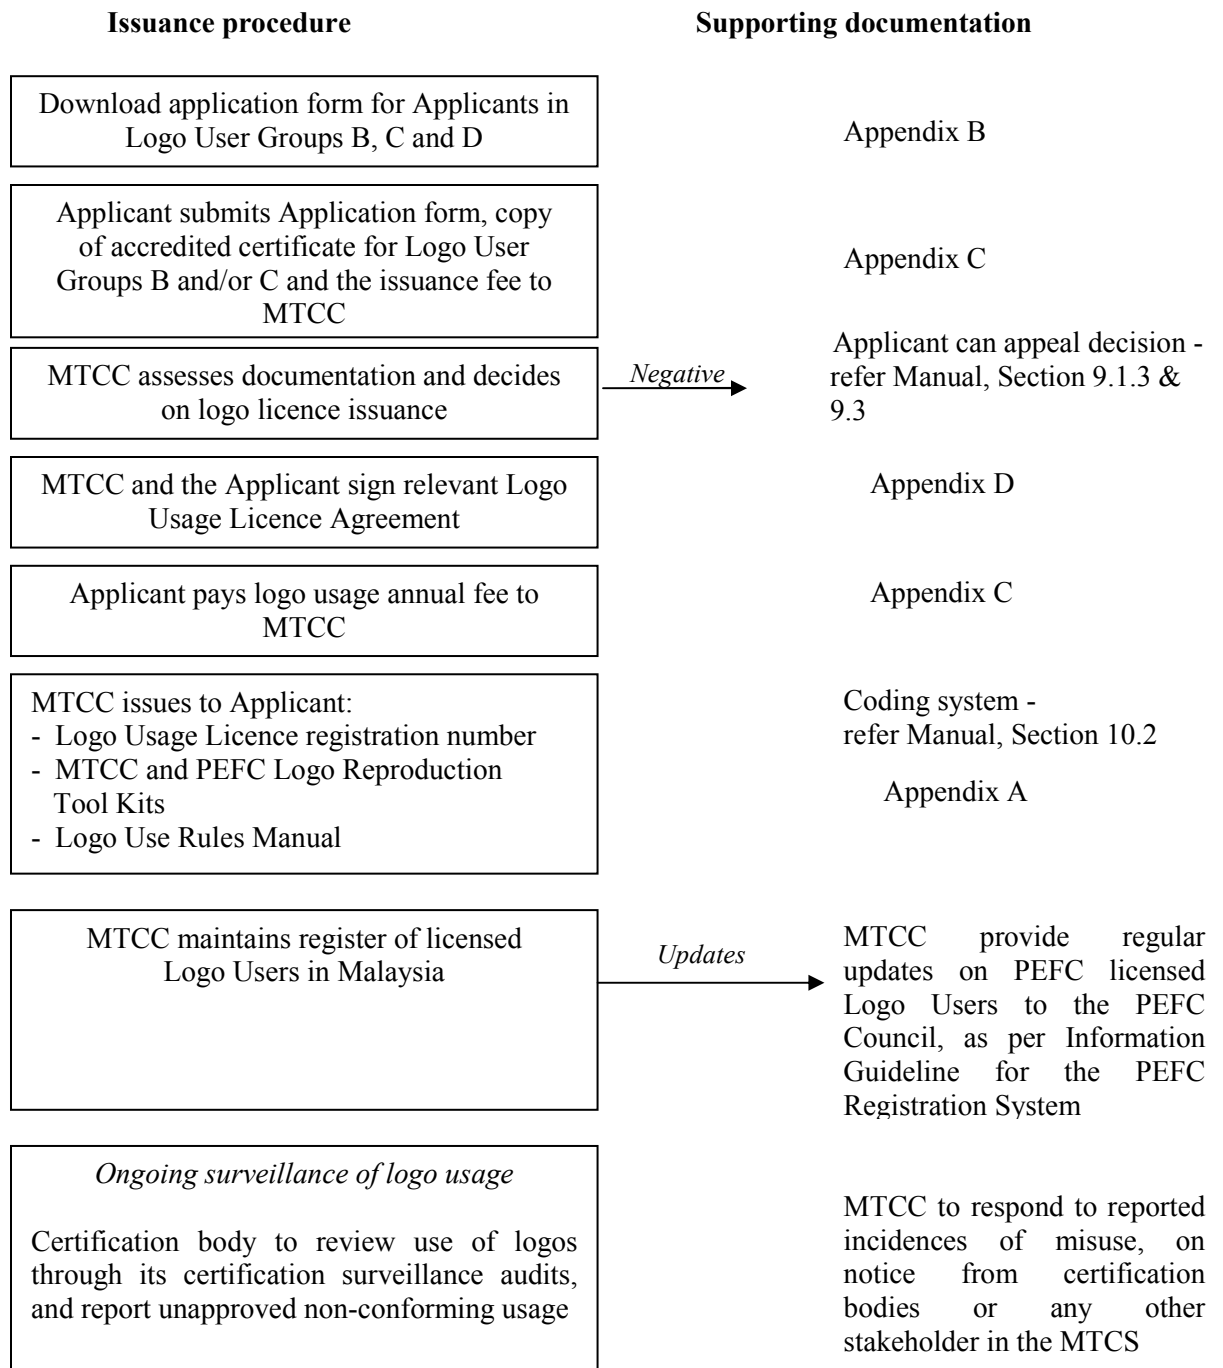 Issuance procedure
Supporting documentation
Download application form for Applicants in
Logo User Groups B, C and D
Appendix B
Applicant submits Application form, copy
of accredited certificate for Logo User
Groups B and/or C and the issuance fee to
MTCC
Appendix C
MTCC assesses documentation and decides
on logo licence issuance
Negative
Applicant can appeal decision -
refer Manual, Section 9.1.3 &
9.3
MTCC and the Applicant sign relevant Logo
Usage Licence Agreement
Appendix D
Applicant pays logo usage annual fee to
MTCC
Appendix C
MTCC issues to Applicant:
- Logo Usage Licence registration number
- MTCC and PEFC Logo Reproduction
Tool Kits
- Logo Use Rules Manual
Coding system -
refer Manual, Section 10.2
Appendix A
MTCC maintains register of licensed
Logo Users in Malaysia
Updates
MTCC provide regular
updates on PEFC licensed
Logo Users to the PEFC
Council, as per Information
Guideline for the PEFC
Registration System
Ongoing surveillance of logo usage
Certification body to review use of logos
through its certification surveillance audits,
and report unapproved non-conforming usage
MTCC to respond to reported
incidences of misuse, on
notice from certification
bodies or any other
stakeholder in the MTCS